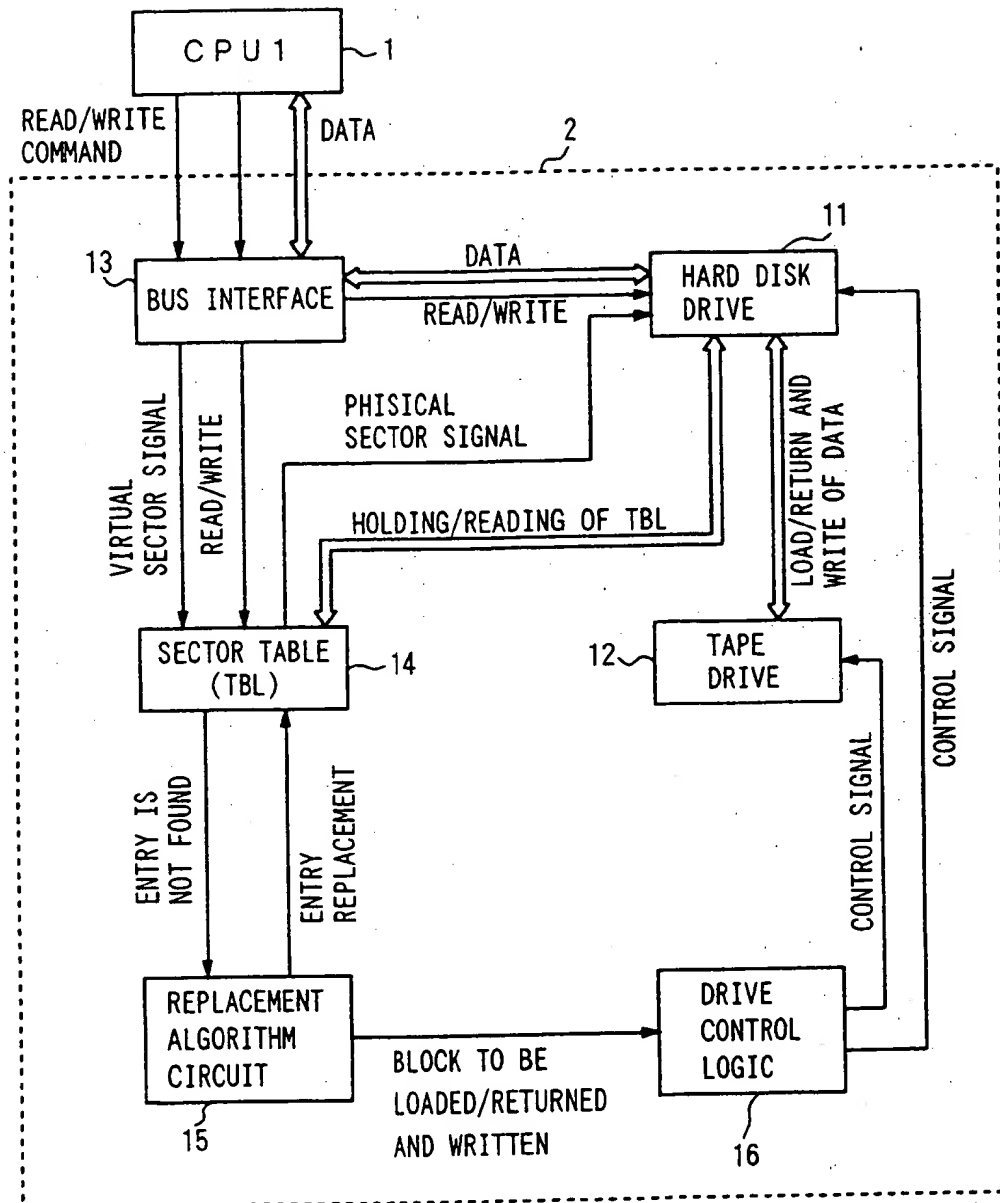 CPU1
1
READ/WRITE
COMMAND
DATA
2
13
BUS INTERFACE
DATA
READ/WRITE
11
HARD DISK
DRIVE
PHISICAL
SECTOR SIGNAL
VIRTUAL
SECTOR SIGNAL
READ/WRITE
HOLDING/READING OF TBL
LOAD/RETURN AND
WRITE OF DATA
CONTROL SIGNAL
SECTOR TABLE
(TBL)
14
12
TAPE
DRIVE
ENTRY IS
NOT FOUND
ENTRY
REPLACEMENT
CONTROL SIGNAL
REPLACEMENT
ALGORITHM
CIRCUIT
15
BLOCK TO BE
LOADED/RETURNED
AND WRITTEN
DRIVE
CONTROL
LOGIC
16